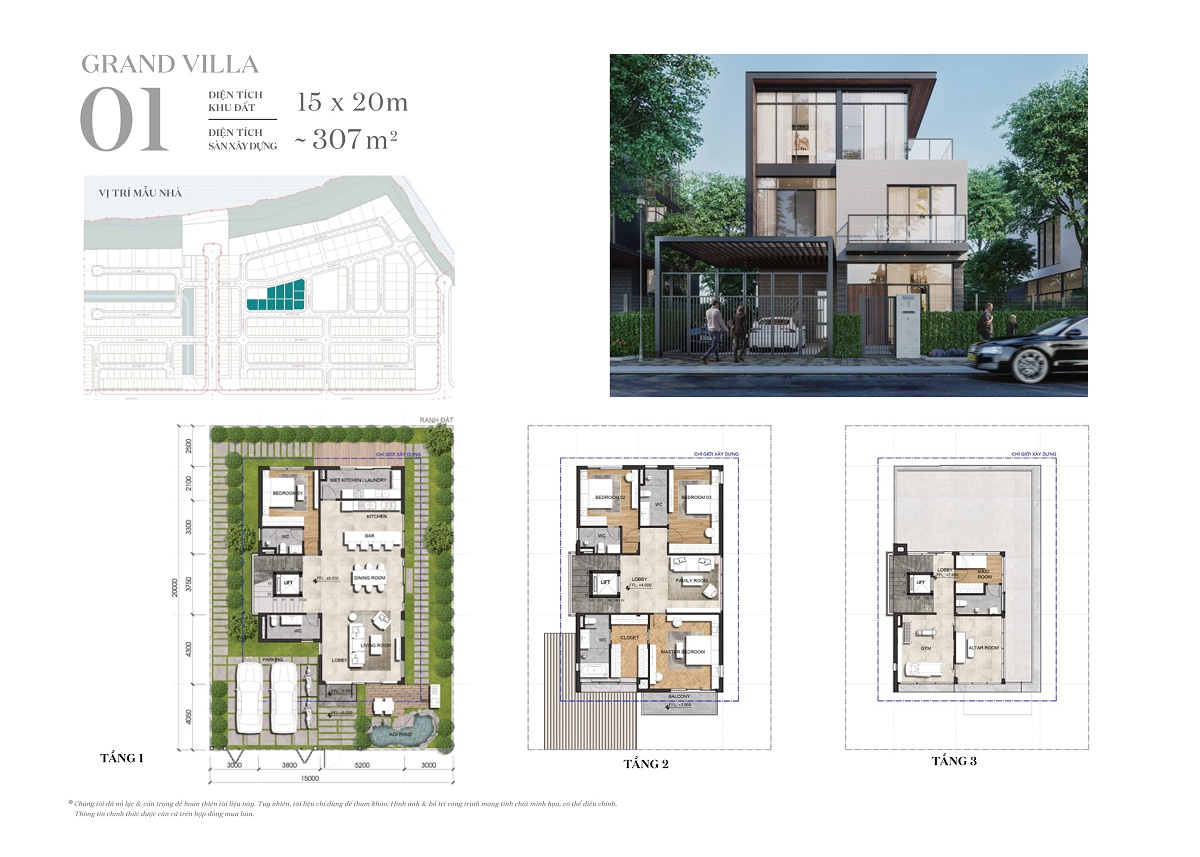 GRAND VILLA
01
DIỆN TÍCH
KHU ĐẤT
15 x 20m
DIỆN TÍCH
SÀN XÂY DỰNG
~ 307m²
VỊ TRÍ MẪU NHÀ
RANH ĐẤT
CHỈ GIỚI XÂY DỰNG
2500
2100
3300
3750
4300
4050
20000
BEDROOM 01
WET KITCHEN / LAUNDRY
KITCHEN
BAR
WC
LIFT
FFL: ±0.000
DINING ROOM
WC
LIVING ROOM
LOBBY
PARKING
KOI POND
3000
3800
5200
3000
15000
TẦNG 1
CHỈ GIỚI XÂY DỰNG
BEDROOM 02
WC
BEDROOM 03
WC
LIFT
LOBBY
FFL: +4.000
FAMILY ROOM
WC
CLOSET
MASTER BEDROOM
BALCONY
TẦNG 2
CHỈ GIỚI XÂY DỰNG
LOBBY
LIFT
MAID
ROOM
GYM
ALTAR ROOM
TẦNG 3
※ Chúng tôi đã nỗ lực & cẩn trọng để hoàn thiện tài liệu này. Tuy nhiên, tài liệu chỉ dùng để tham khảo. Hình ảnh & bố trí công trình mang tính chất minh họa, có thể điều chỉnh.
Thông tin chính thức được căn cứ trên hợp đồng mua bán.